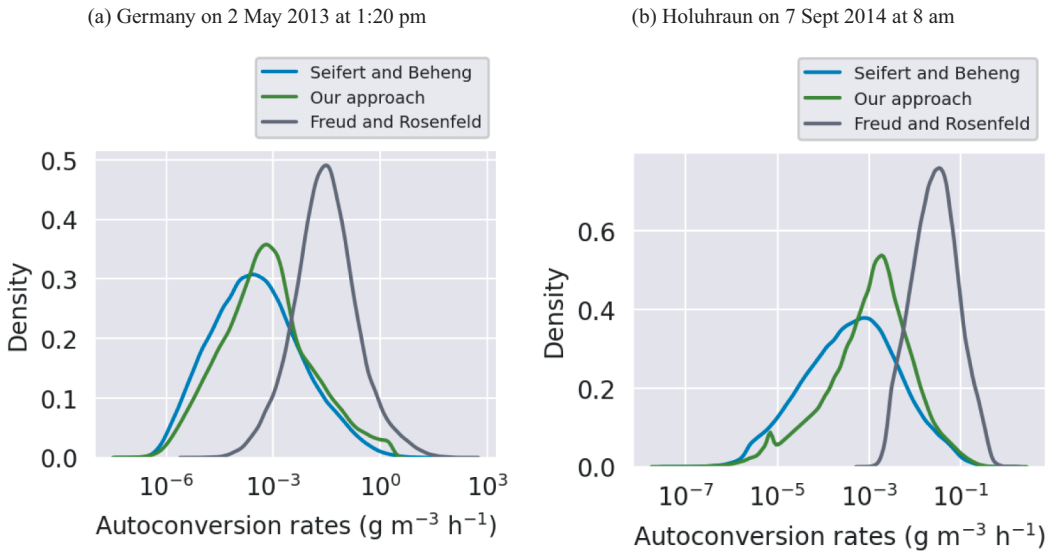 (a) Germany on 2 May 2013 at 1:20 pm
Seifert and Beheng
Our approach
Freud and Rosenfeld
Density
0.5
0.4
0.3
0.2
0.1
0.0
10⁻⁶
10⁻³
10⁰
10³
Autoconversion rates (g m⁻³ h⁻¹)
(b) Holuhraun on 7 Sept 2014 at 8 am
Seifert and Beheng
Our approach
Freud and Rosenfeld
Density
0.6
0.4
0.2
0.0
10⁻⁷
10⁻⁵
10⁻³
10⁻¹
Autoconversion rates (g m⁻³ h⁻¹)